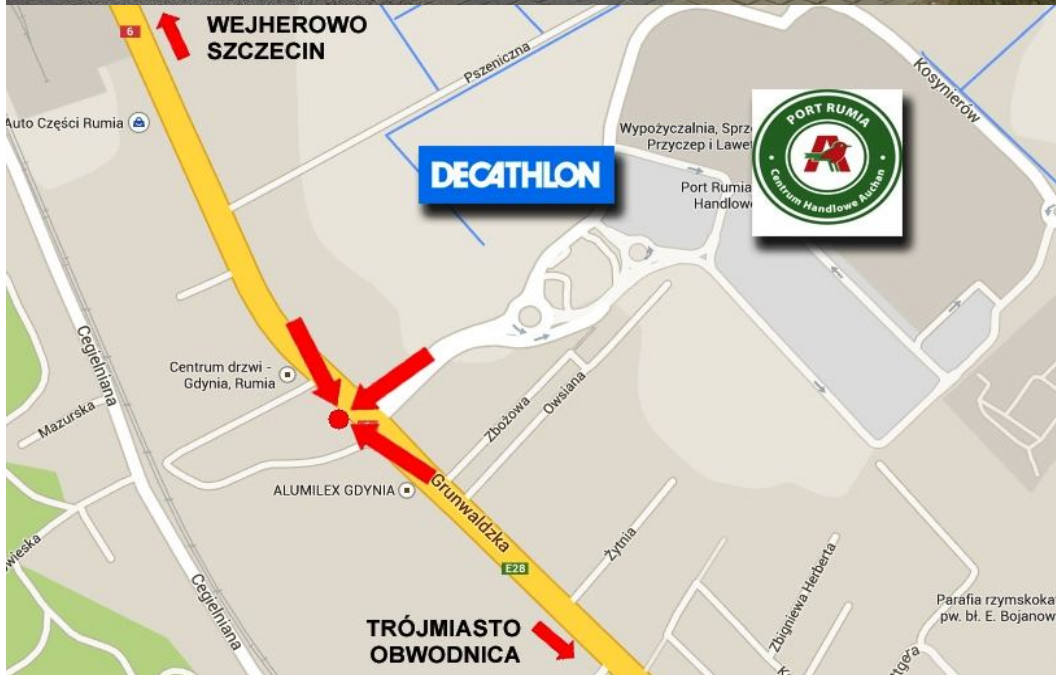 6
WEJHEROWO
SZCZECIN
Pszeniczna
Kosynierów
Auto Części Rumia
Wypożyczalnia, Sprz
Przyczep i Lawet
DECATHLON
PORT RUMIA
Centrum Handlowe Auchan
Port Rumia
Handlow
Cegielniana
Centrum drzwi -
Gdynia, Rumia
Mazurska
Zbożowa
Owsiana
ALUMILEX GDYNIA
Grunwaldzka
Żytnia
E28
Cegielniana
Zbigniewa Herberta
Parafia rzymskokat
pw. bł. E. Bojanow
TRÓJMIASTO
OBWODNICA